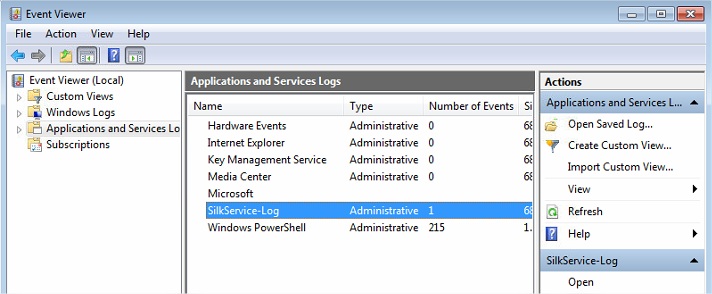 Event Viewer
File Action View Help
Event Viewer (Local)
Custom Views
Windows Logs
Applications and Services Lo
Subscriptions
Applications and Services Logs
Name Type Number of Events Si
Hardware Events Administrative 0 68
Internet Explorer Administrative 0 68
Key Management Service Administrative 0 68
Media Center Administrative 0 68
Microsoft
SilkService-Log Administrative 1 68
Windows PowerShell Administrative 215 1.
Actions
Applications and Services L...
Open Saved Log...
Create Custom View...
Import Custom View...
View
Refresh
Help
SilkService-Log
Open